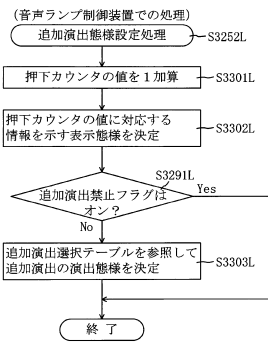 (音声ランプ制御装置での処理)
追加演出態様設定処理
S3252L
押下カウンタの値を1加算
S3301L
押下カウンタの値に対応する
情報を示す表示態様を決定
S3302L
S3291L
追加演出禁止フラグは
オン？
Yes
No
追加演出選択テーブルを参照して
追加演出の演出態様を決定
S3303L
終了